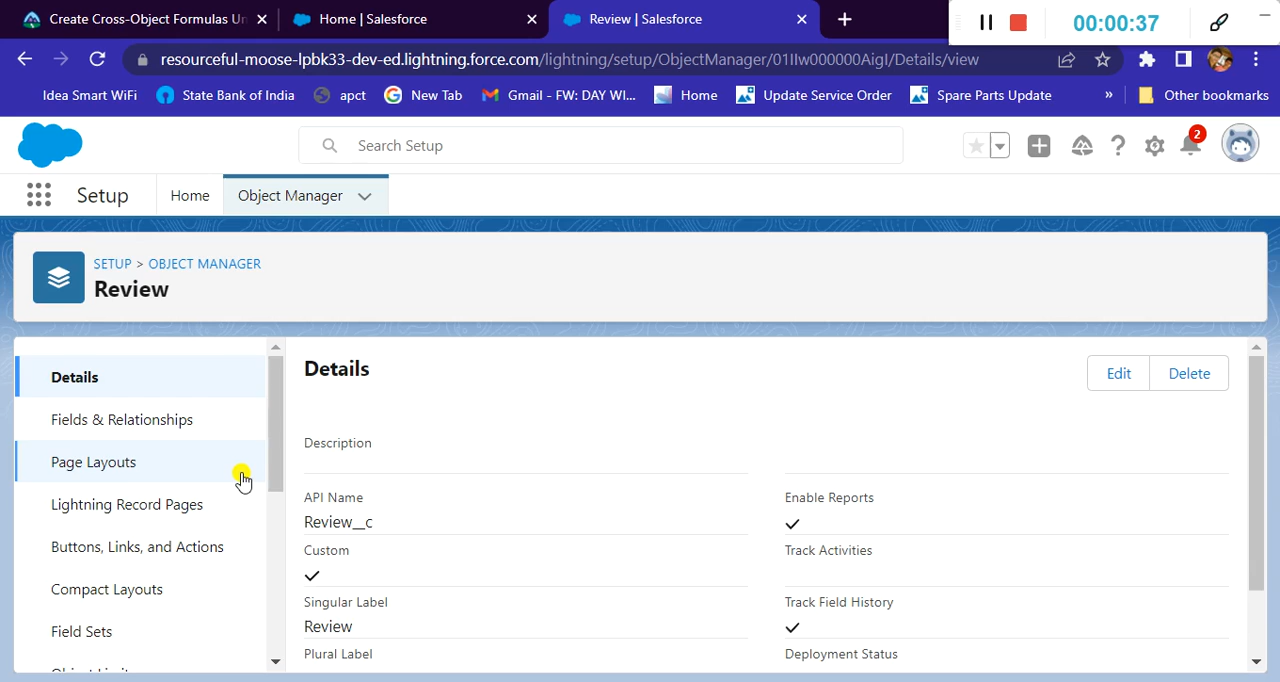 Create Cross-Object Formulas Un
Home | Salesforce
Review | Salesforce
00:00:37
resourceful-moose-lpbk33-dev-ed.lightning.force.com/lightning/setup/ObjectManager/01IIw000000AigI/Details/view
Idea Smart WiFi
State Bank of India
apct
New Tab
Gmail - FW: DAY WI...
Home
Update Service Order
Spare Parts Update
»
Other bookmarks
Search Setup
2
Setup
Home
Object Manager
SETUP > OBJECT MANAGER
Review
Details
Fields & Relationships
Page Layouts
Lightning Record Pages
Buttons, Links, and Actions
Compact Layouts
Field Sets
Details
Edit
Delete
Description
API Name
Review__c
Enable Reports
Custom
Track Activities
Singular Label
Review
Track Field History
Plural Label
Deployment Status